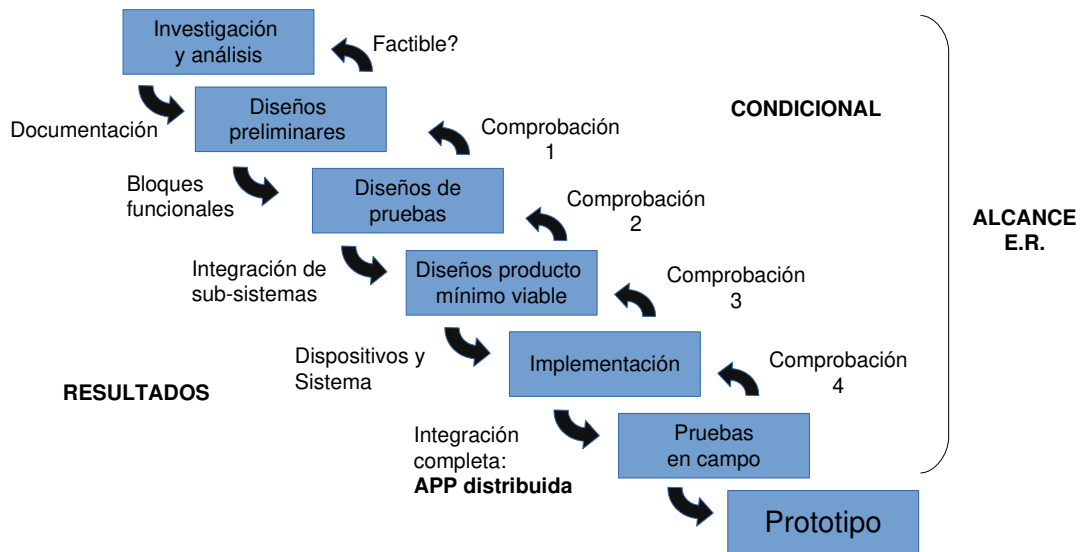 Investigación
y análisis
Factible?
Documentación
Diseños
preliminares
CONDICIONAL
Comprobación
1
Bloques
funcionales
Diseños de
pruebas
Comprobación
2
ALCANCE
E.R.
Integración de
sub-sistemas
Diseños producto
mínimo viable
Comprobación
3
RESULTADOS
Dispositivos y
Sistema
Implementación
Comprobación
4
Integración
completa:
APP distribuida
Pruebas
en campo
Prototipo